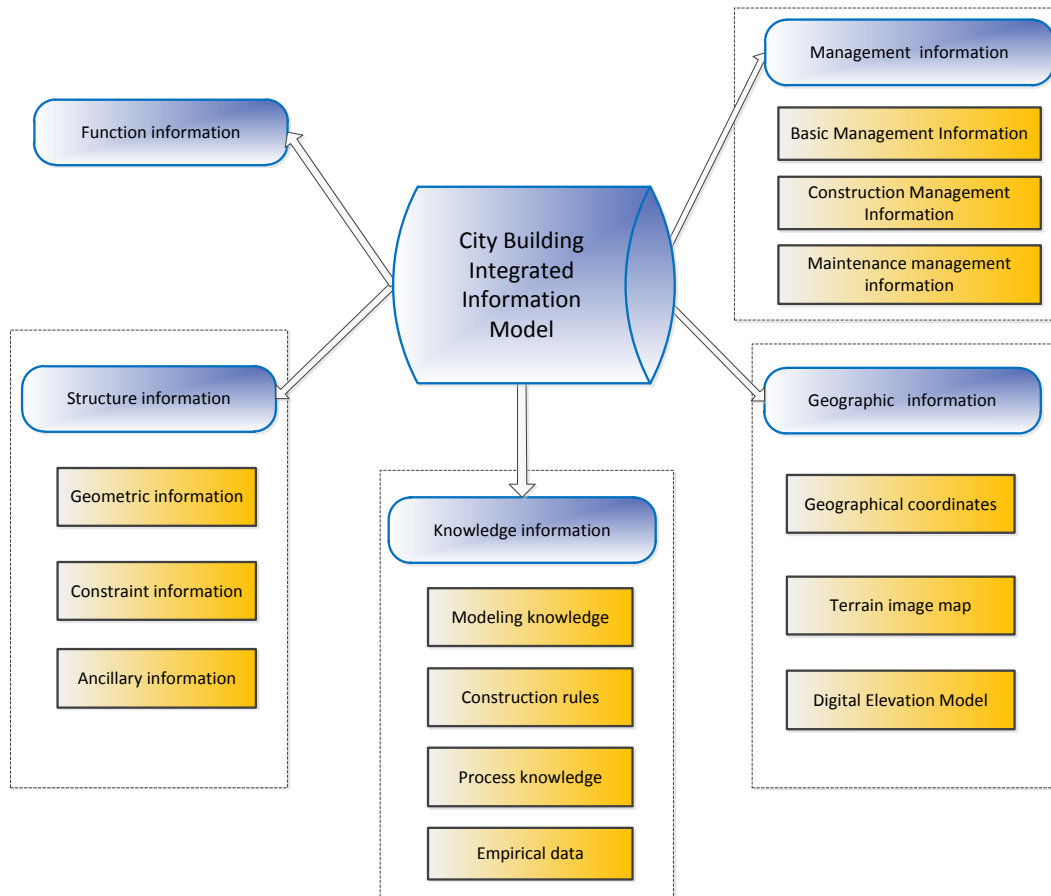 Management  information
Basic Management Information
Construction Management
Information
Maintenance management
information
Function information
City Building
Integrated
Information
Model
Structure information
Geometric information
Constraint information
Ancillary information
Knowledge information
Modeling knowledge
Construction rules
Process knowledge
Empirical data
Geographic  information
Geographical coordinates
Terrain image map
Digital Elevation Model